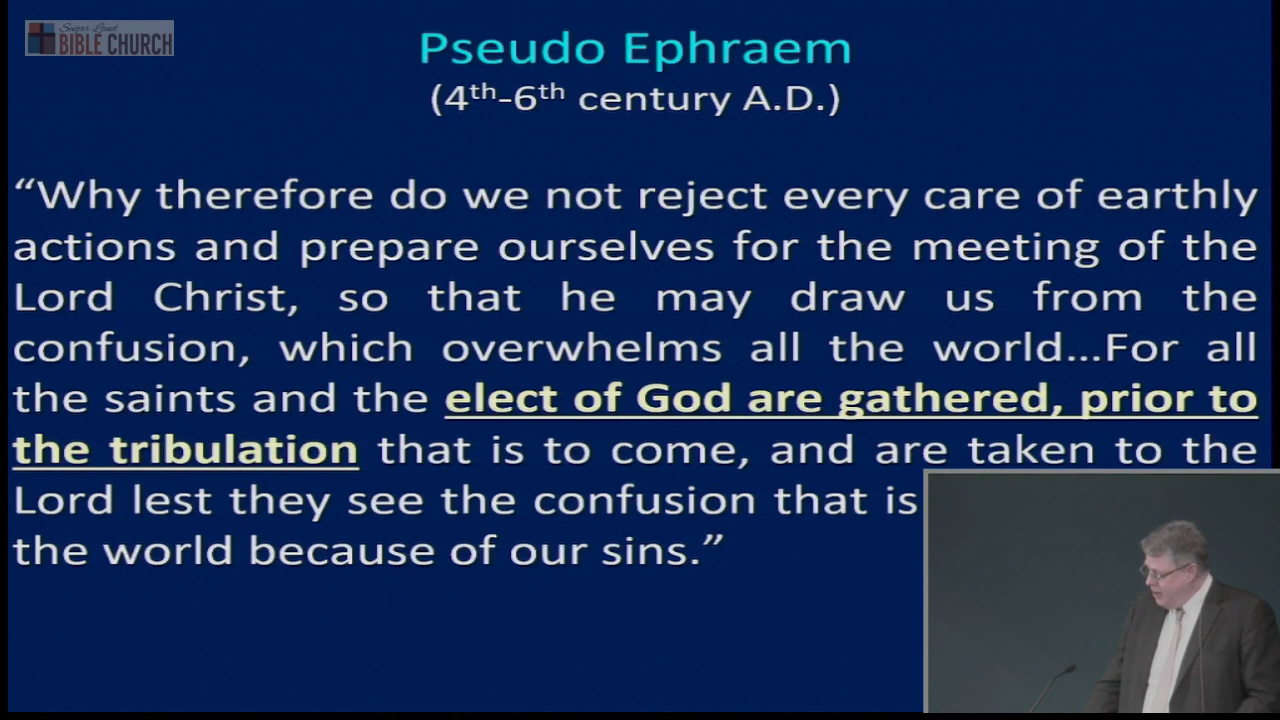 Sugar Land
BIBLE CHURCH
Pseudo Ephraem
(4th-6th century A.D.)
“Why therefore do we not reject every care of earthly
actions and prepare ourselves for the meeting of the
Lord Christ, so that he may draw us from the
confusion, which overwhelms all the world...For all
the saints and the elect of God are gathered, prior to
the tribulation that is to come, and are taken to the
Lord lest they see the confusion that is
the world because of our sins.”